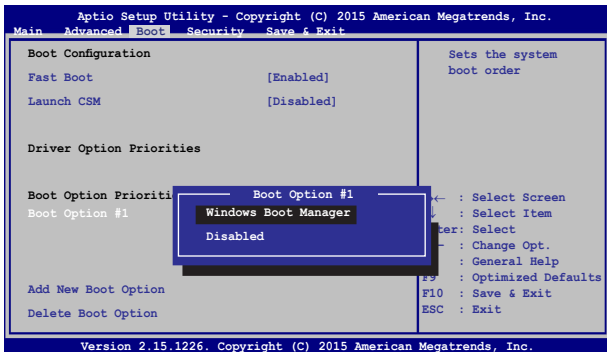 Aptio Setup Utility - Copyright (C) 2015 American Megatrends, Inc.
Main Advanced Boot Security Save & Exit
Boot Configuration
Fast Boot [Enabled]
Launch CSM [Disabled]
Driver Option Priorities
Boot Option Prioriti
Boot Option #1
Add New Boot Option
Delete Boot Option
Boot Option #1
Windows Boot Manager
Disabled
Sets the system
boot order
→← : Select Screen
↓ : Select Item
ter: Select
- : Change Opt.
: General Help
F9 : Optimized Defaults
F10 : Save & Exit
ESC : Exit
Version 2.15.1226. Copyright (C) 2015 American Megatrends, Inc.